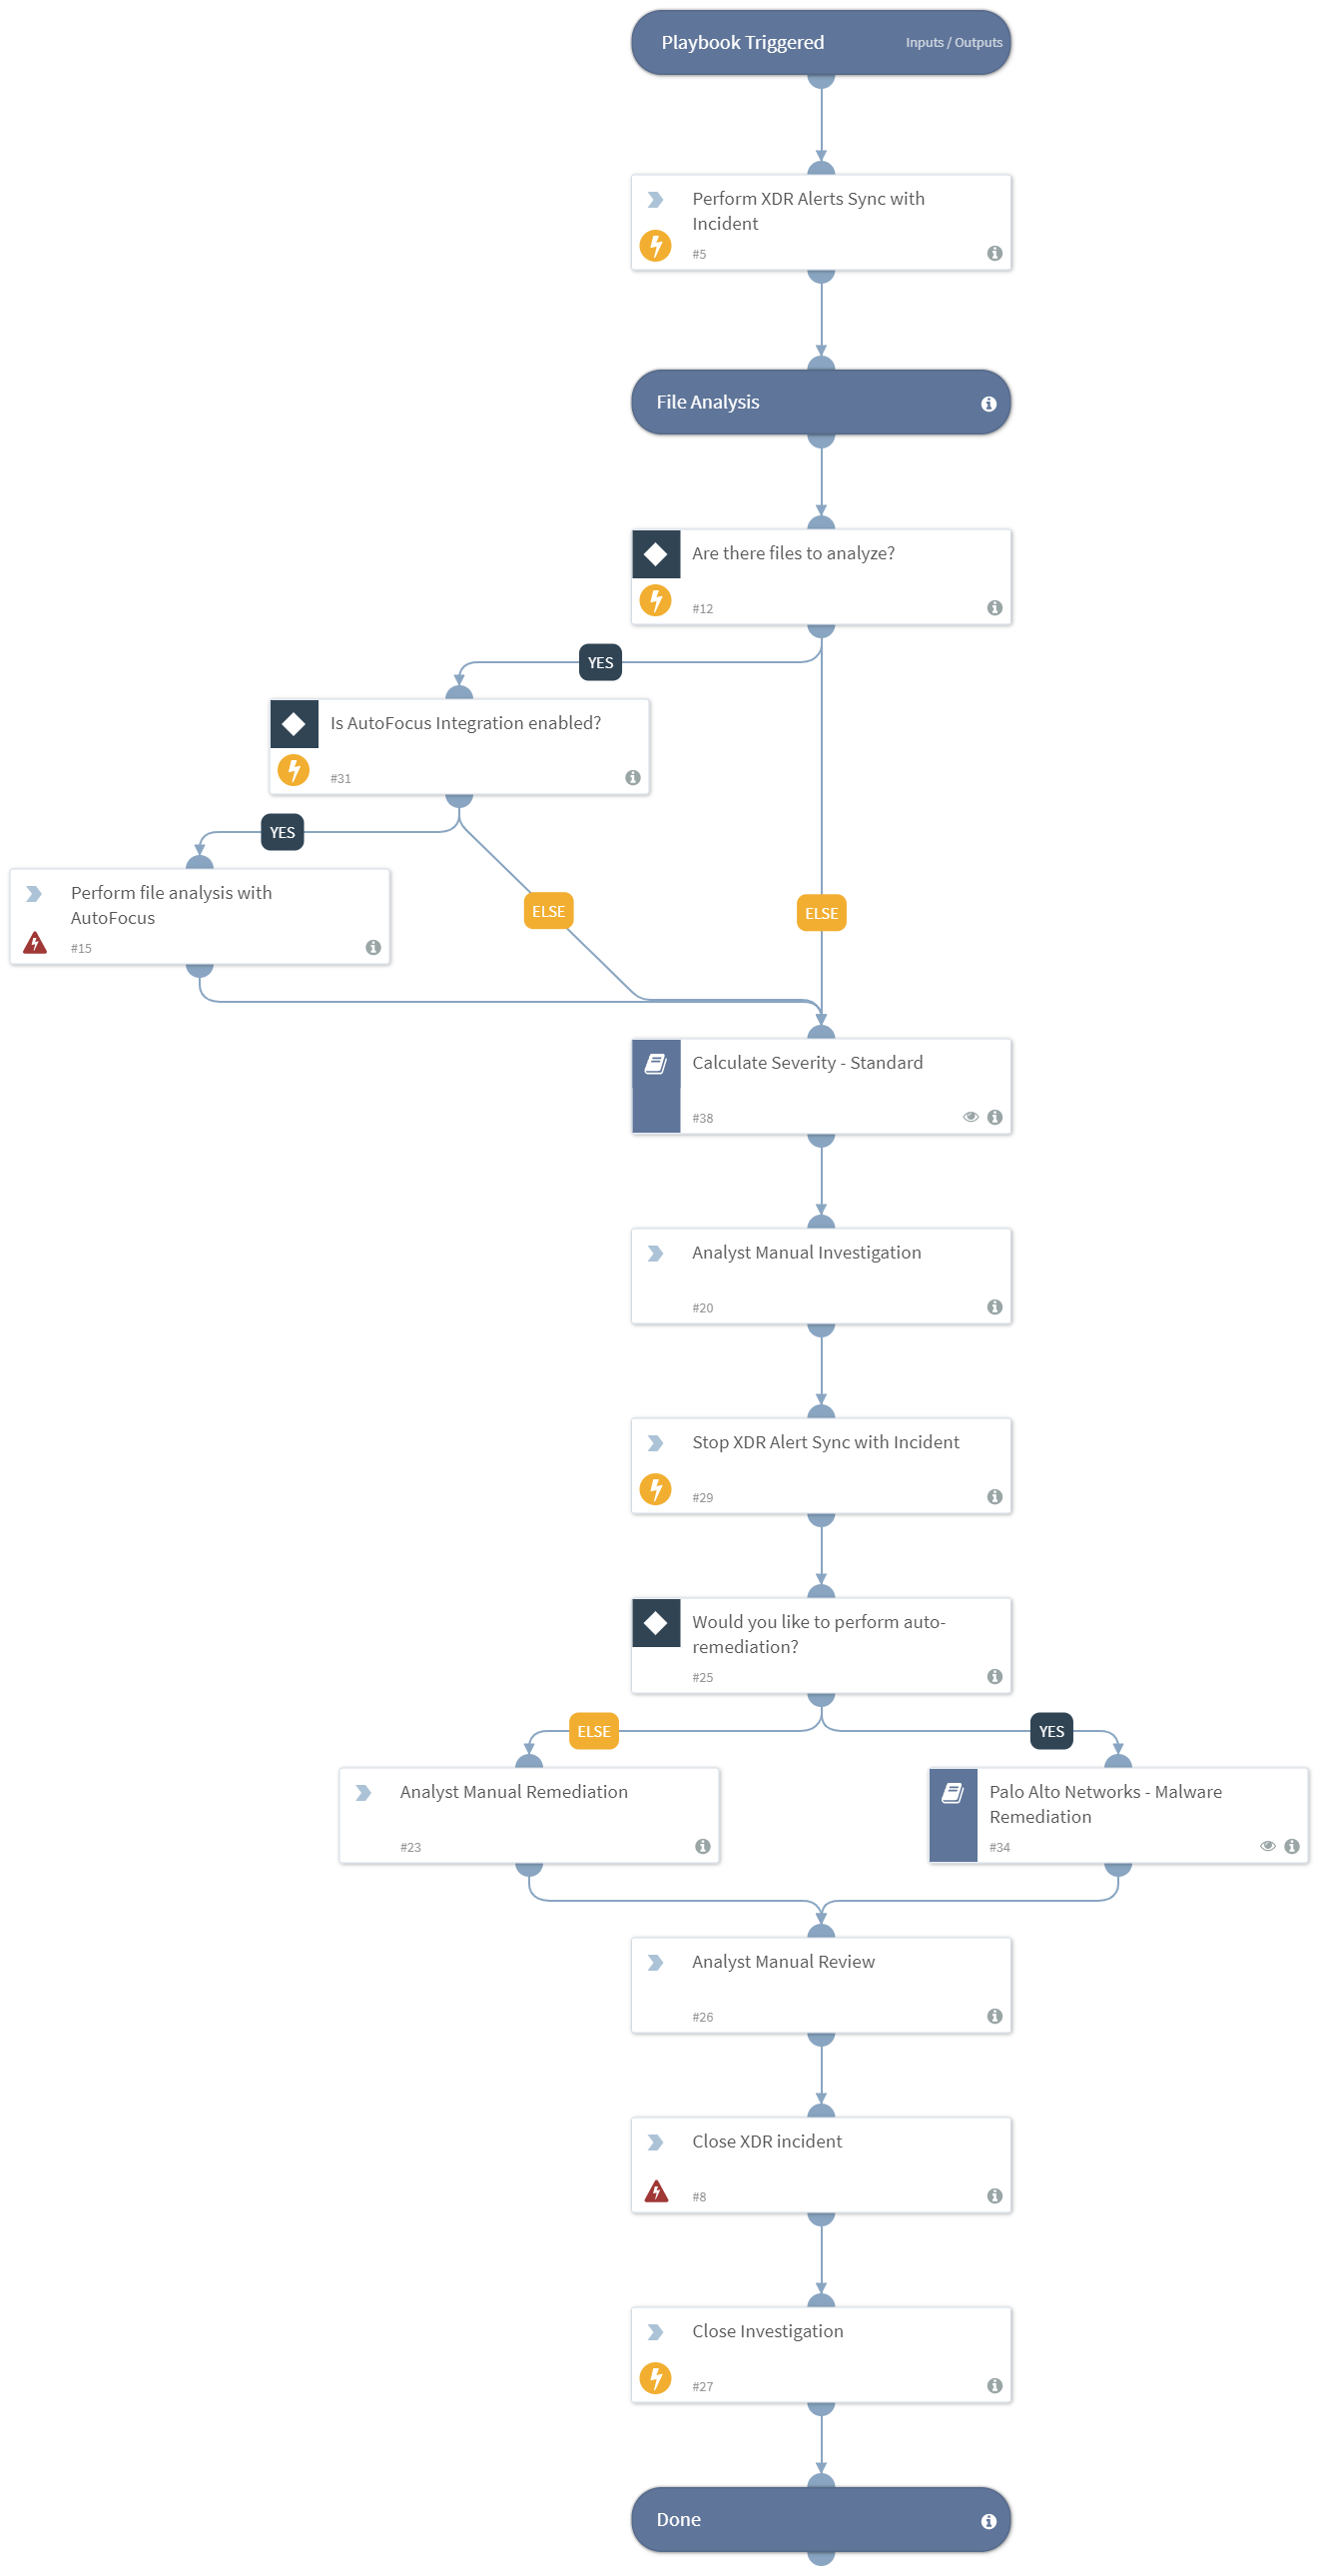 Playbook Triggered
Inputs / Outputs
Perform XDR Alerts Sync with
Incident
#5
File Analysis
Are there files to analyze?
#12
YES
Is AutoFocus Integration enabled?
#31
YES
Perform file analysis with
AutoFocus
#15
ELSE
ELSE
Calculate Severity - Standard
#38
Analyst Manual Investigation
#20
Stop XDR Alert Sync with Incident
#29
Would you like to perform auto-
remediation?
#25
ELSE
YES
Analyst Manual Remediation
#23
Palo Alto Networks - Malware
Remediation
#34
Analyst Manual Review
#26
Close XDR incident
#8
Close Investigation
#27
Done